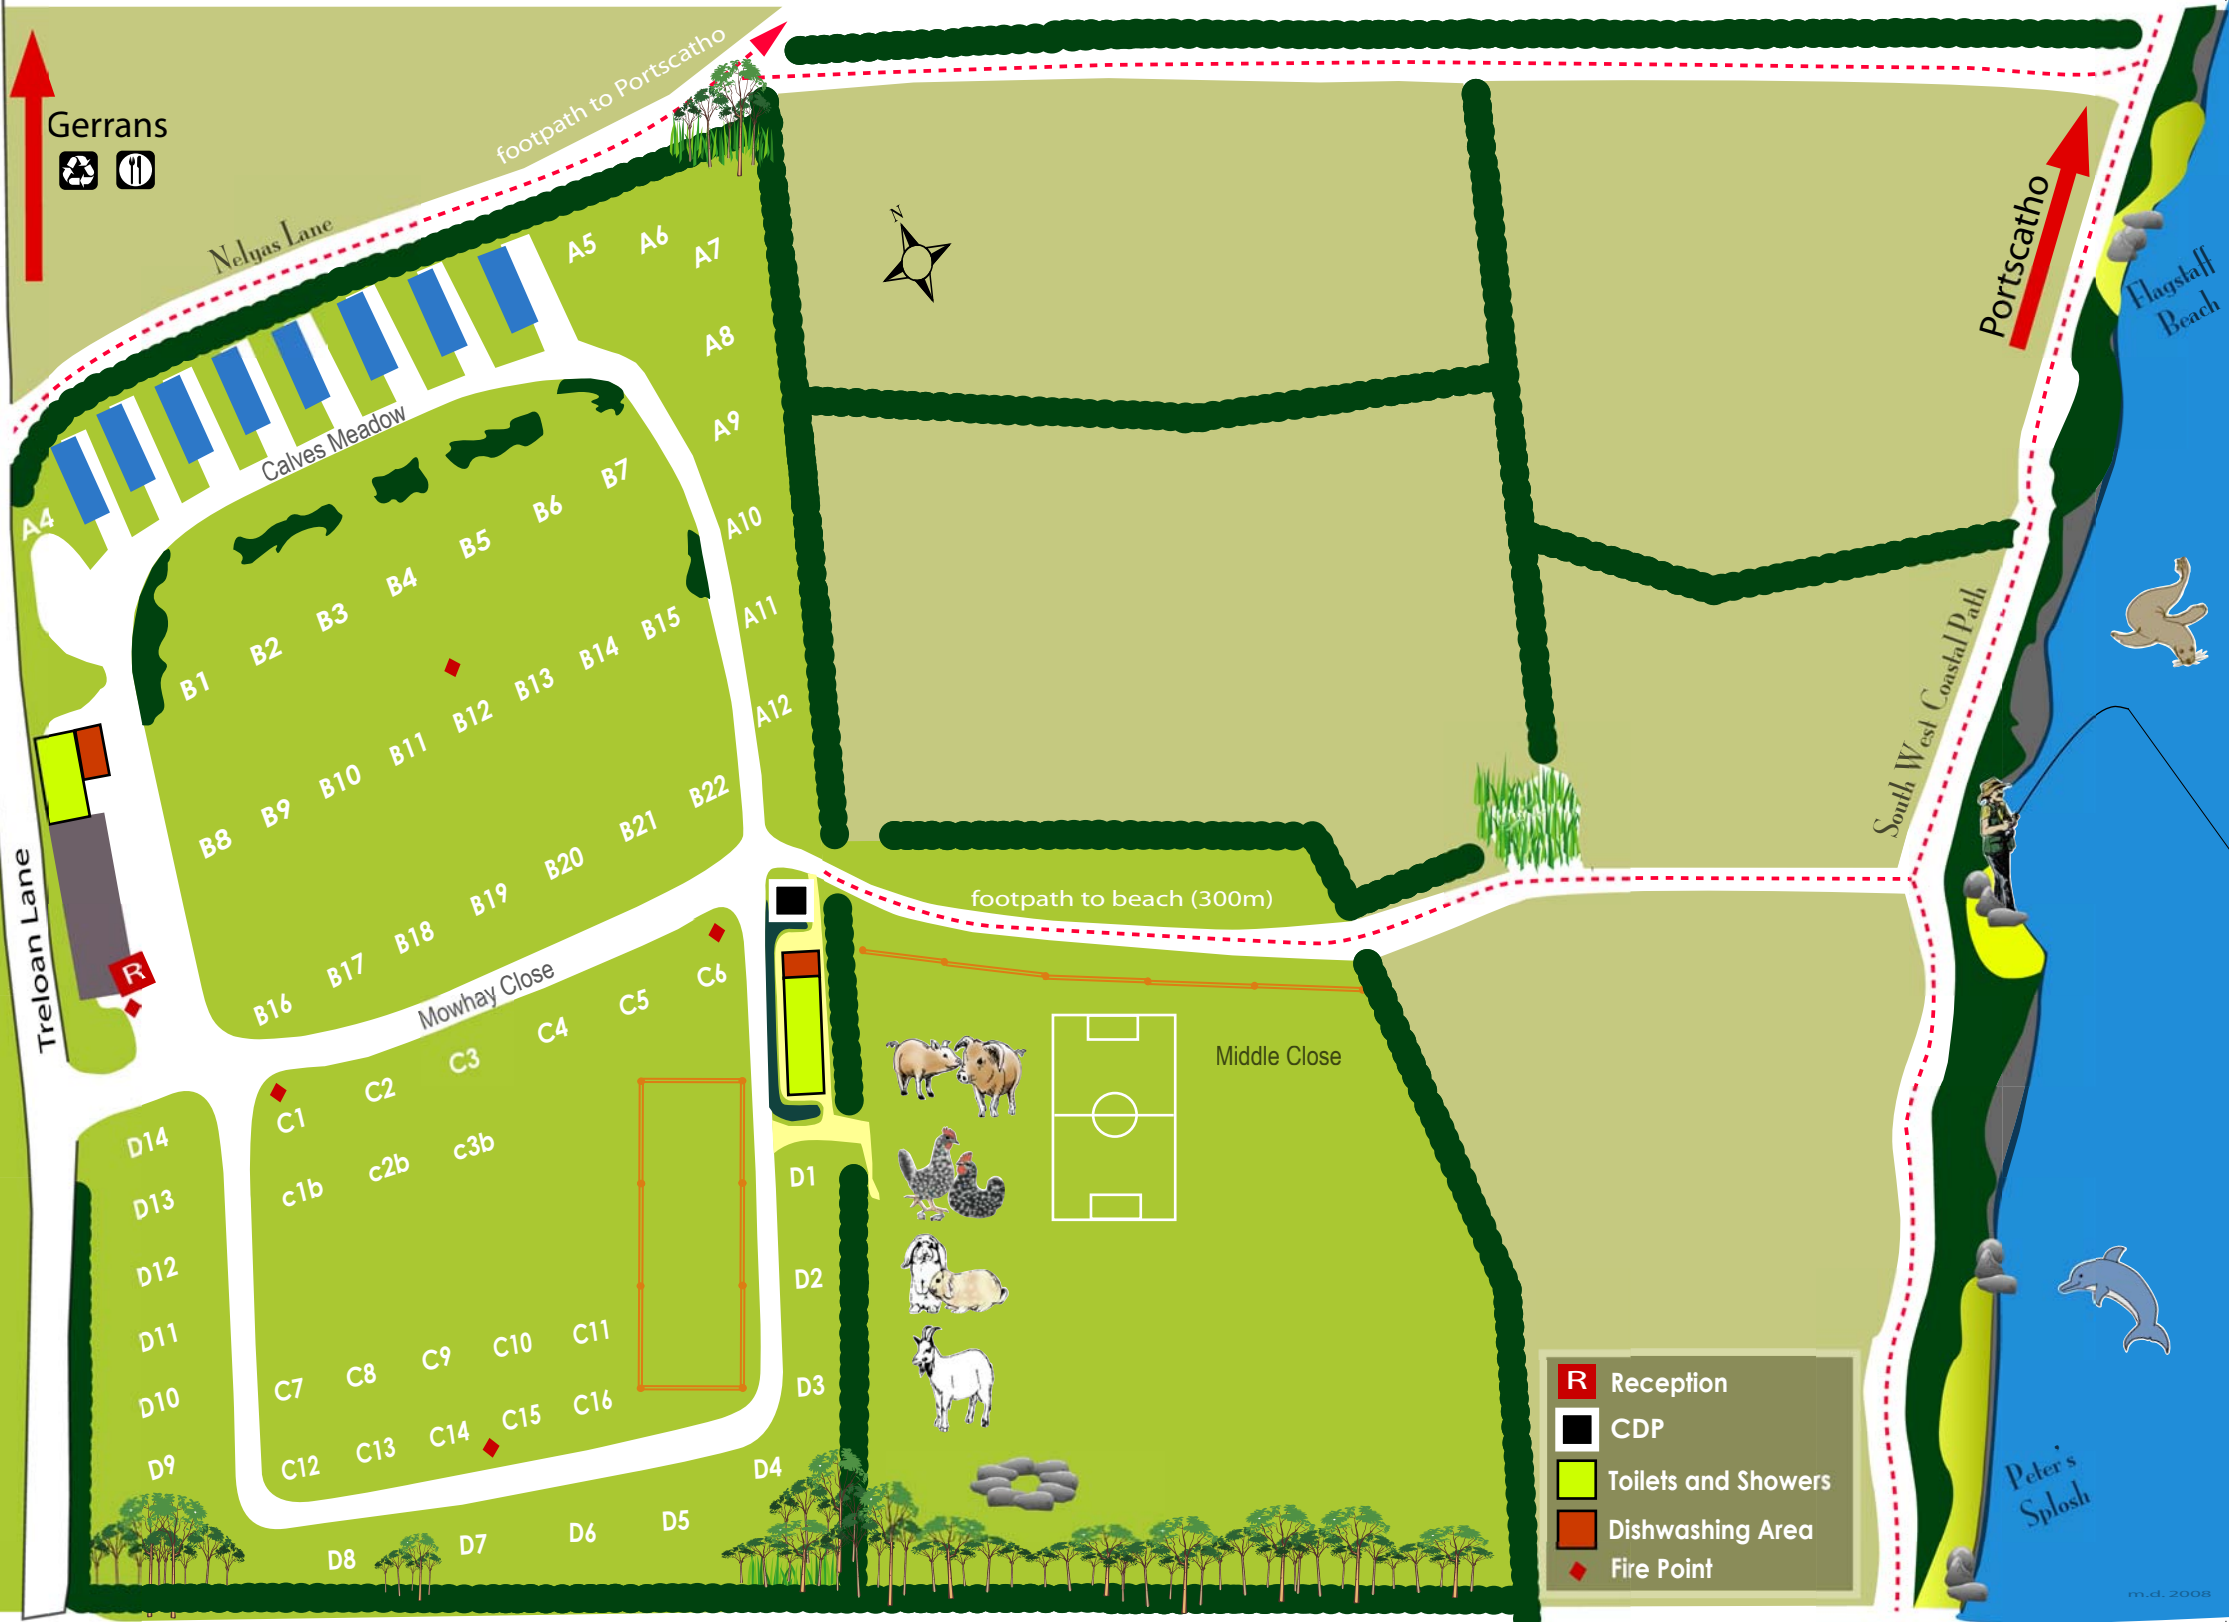 footpath to Portscatho
Gerrans
Nelyas Lane
N
Portscatho
Flagstaff
Beach
A5
A6
A7
A8
A9
A10
A11
A12
A4
Calves Meadow
B1
B2
B3
B4
B5
B6
B7
B8
B9
B10
B11
B12
B13
B14
B15
B16
B17
B18
B19
B20
B21
B22
South West Coastal Path
Treloan Lane
R
Mowhay Close
footpath to beach (300m)
Middle Close
C1
C2
C3
C4
C5
C6
c1b
c2b
c3b
C7
C8
C9
C10
C11
C12
C13
C14
C15
C16
D14
D13
D12
D11
D10
D9
D8
D7
D6
D5
D4
D3
D2
D1
R Reception
CDP
Toilets and Showers
Dishwashing Area
Fire Point
Peter's
Splosh
m.d. 2008